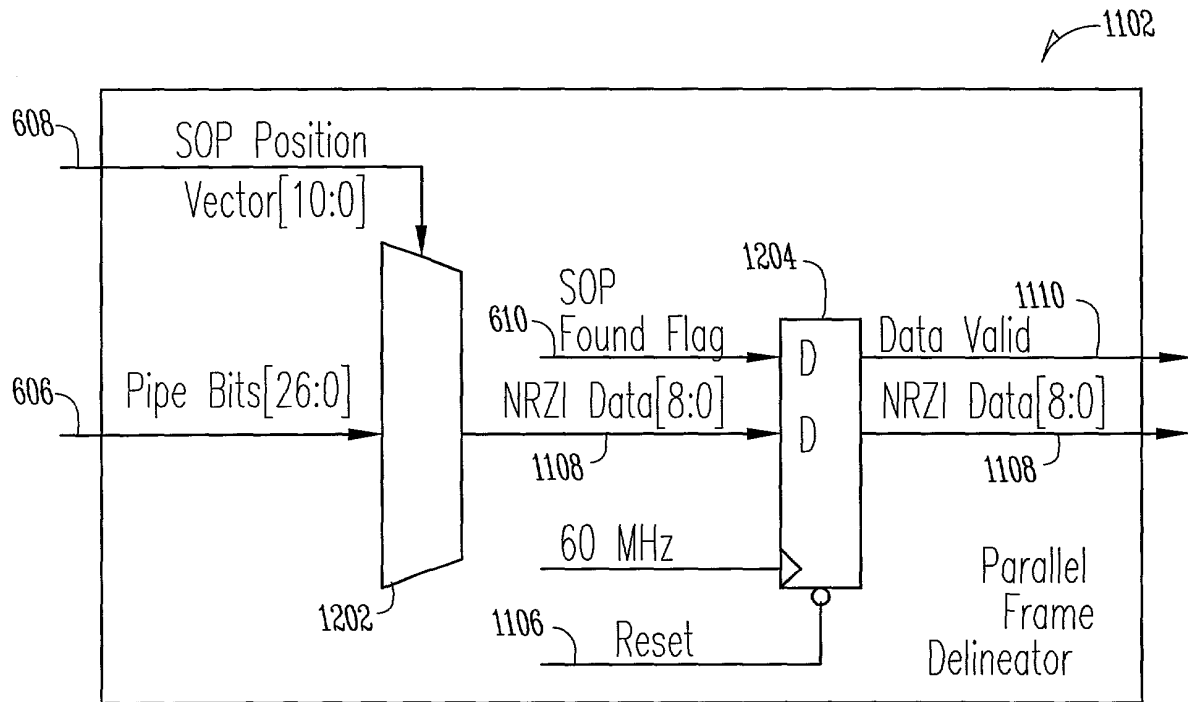 1102
608
SOP Position
Vector[10:0]
1204
SOP
610
Found Flag
D
Data Valid
1110
606
Pipe Bits[26:0]
NRZI Data[8:0]
D
NRZI Data[8:0]
1108
1108
60 MHz
1202
1106
Reset
Parallel
Frame
Delineator